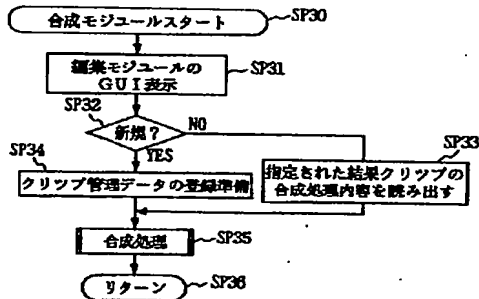 合成モジュールスタート
SP30
編集モジュールの
GUI表示
SP31
SP32
新規？
NO
YES
SP34
クリップ管理データの登録準備
SP33
指定された結果クリップの
合成処理内容を読み出す
合成処理
SP35
リターン
SP36